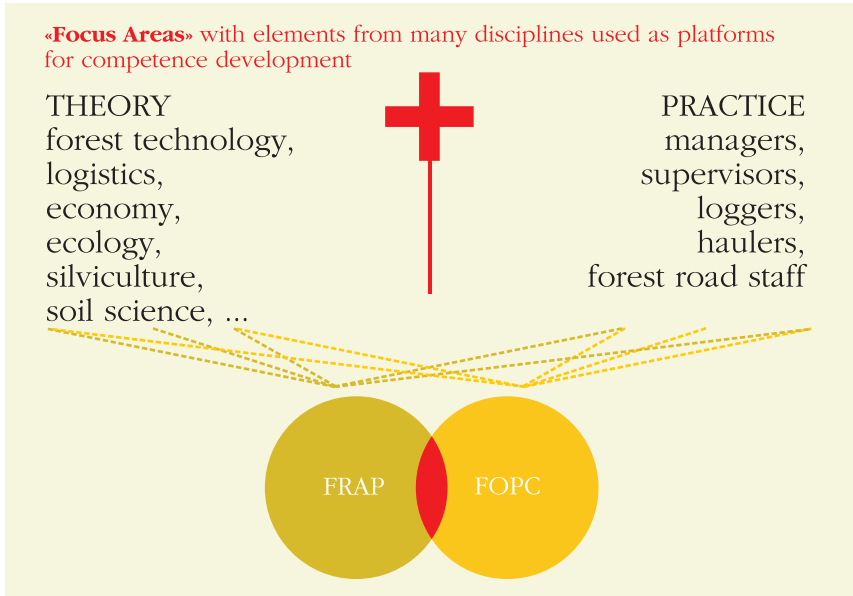 «Focus Areas» with elements from many disciplines used as platforms
for competence development
THEORY
forest technology,
logistics,
economy,
ecology,
silviculture,
soil science, ...
PRACTICE
managers,
supervisors,
loggers,
haulers,
forest road staff
FRAP
FOPC